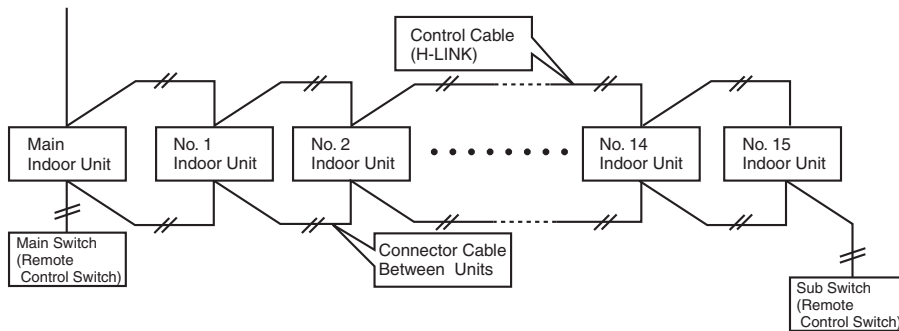 Control Cable
(H-LINK)
Main
Indoor Unit
No. 1
Indoor Unit
No. 2
Indoor Unit
No. 14
Indoor Unit
No. 15
Indoor Unit
Main Switch
(Remote
Control Switch)
Connector Cable
Between Units
Sub Switch
(Remote
Control Switch)